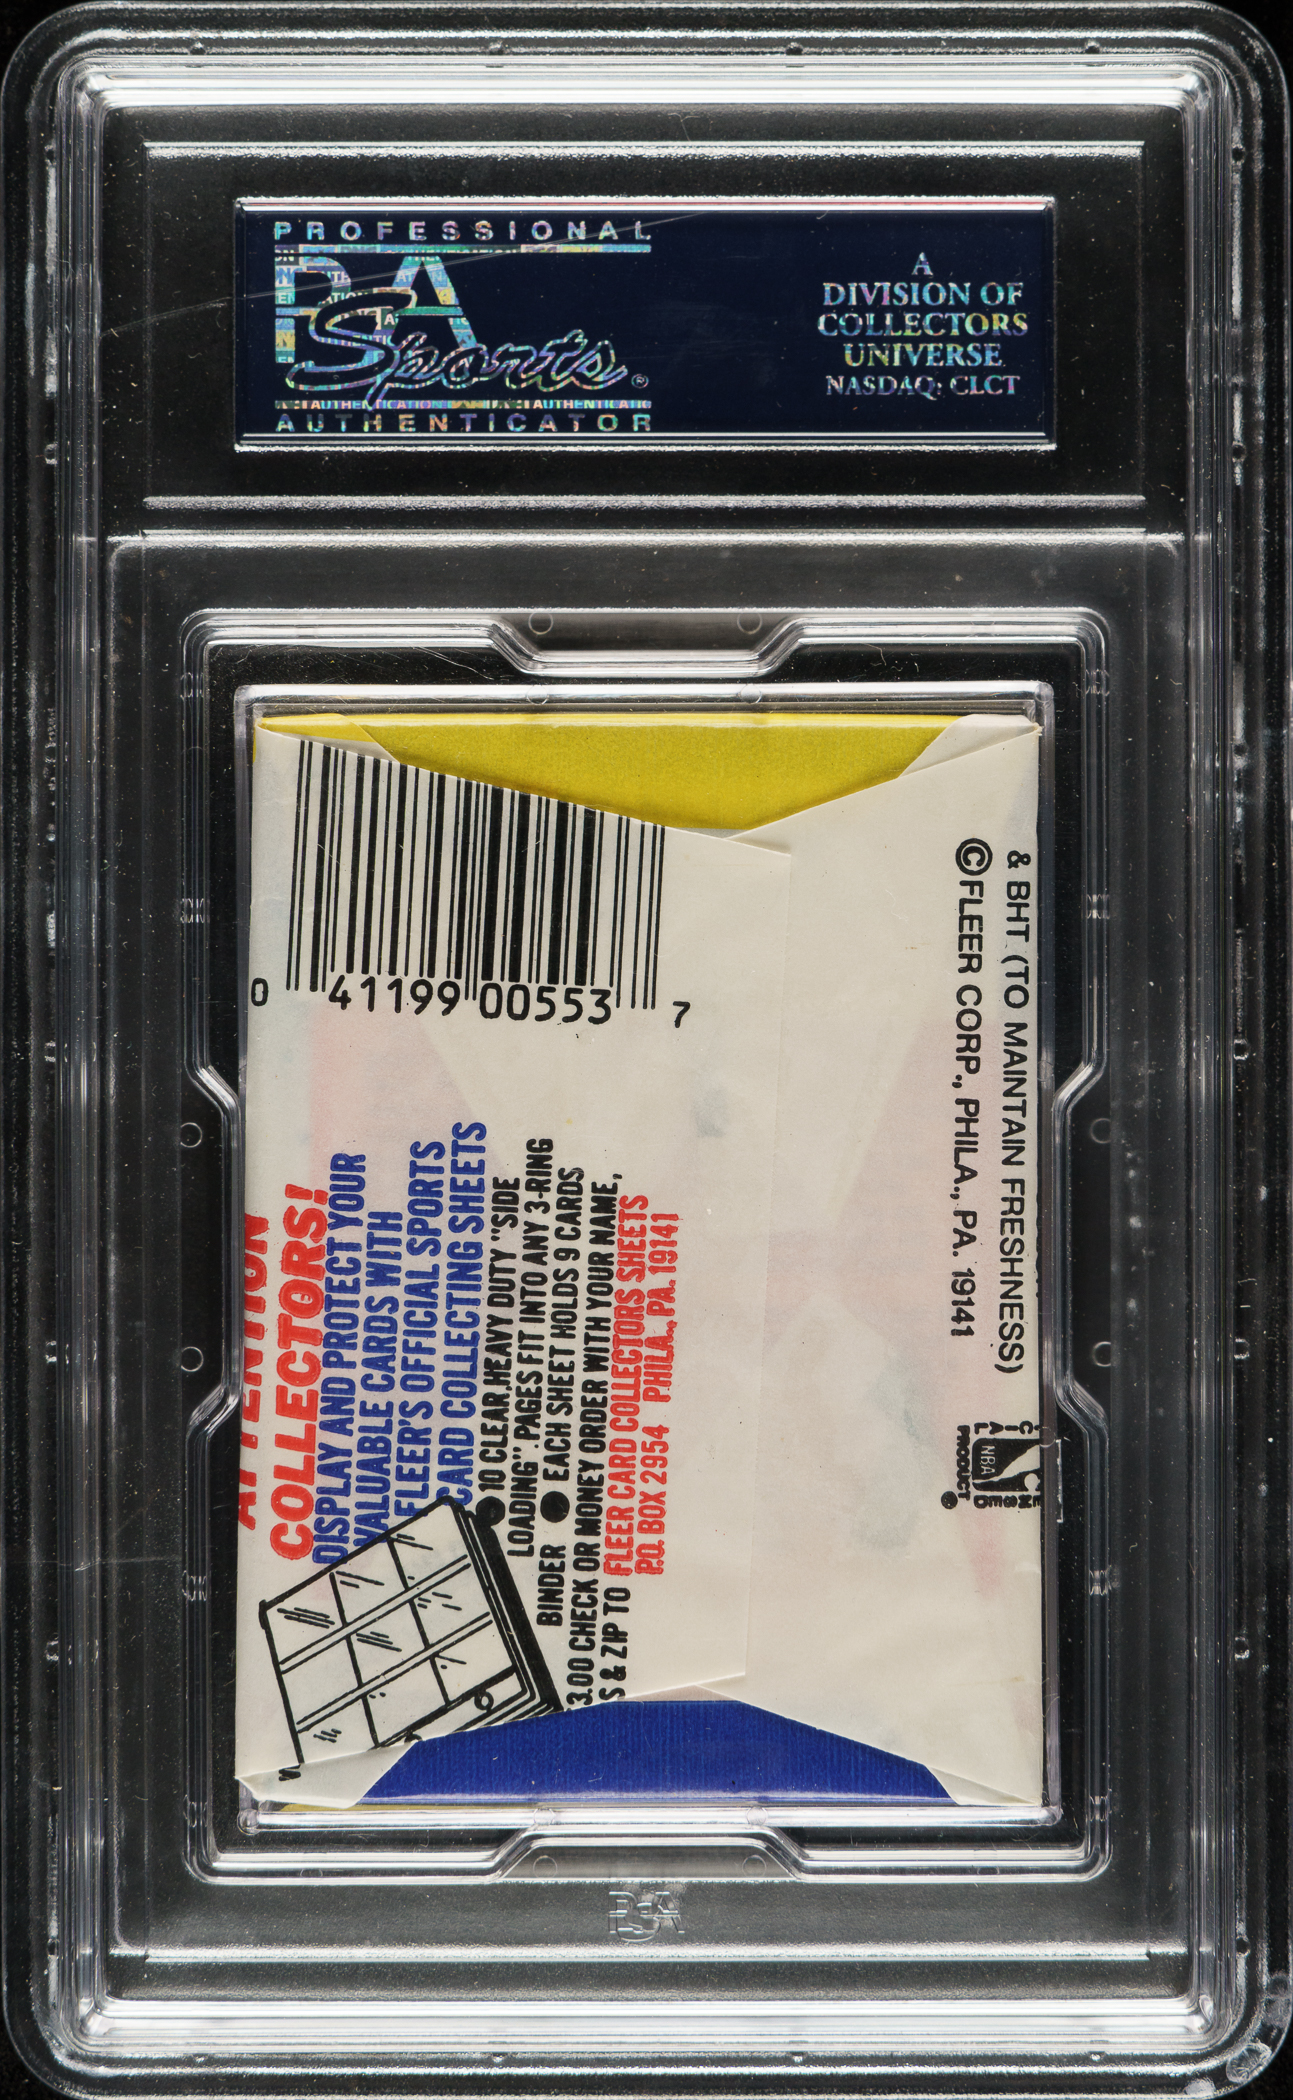 PROFESSIONAL
PSA
Sports®
AUTHENTICATOR
A
DIVISION OF
COLLECTORS
UNIVERSE
NASDAQ: CLCT
0 41199 00553 7
ATTENTION
COLLECTORS!
DISPLAY AND PROTECT YOUR
VALUABLE CARDS WITH
FLEER'S OFFICIAL SPORTS
CARD COLLECTING SHEETS
● 10 CLEAR, HEAVY DUTY "SIDE
LOADING". PAGES FIT INTO ANY 3-RING
BINDER ● EACH SHEET HOLDS 9 CARDS
3.00 CHECK OR MONEY ORDER WITH YOUR NAME,
S & ZIP TO FLEER CARD COLLECTORS SHEETS
P.O. BOX 2954 PHILA., PA. 19141
& BHT (TO MAINTAIN FRESHNESS)
©FLEER CORP., PHILA., PA. 19141
NBA
PRODUCT
®
PSA